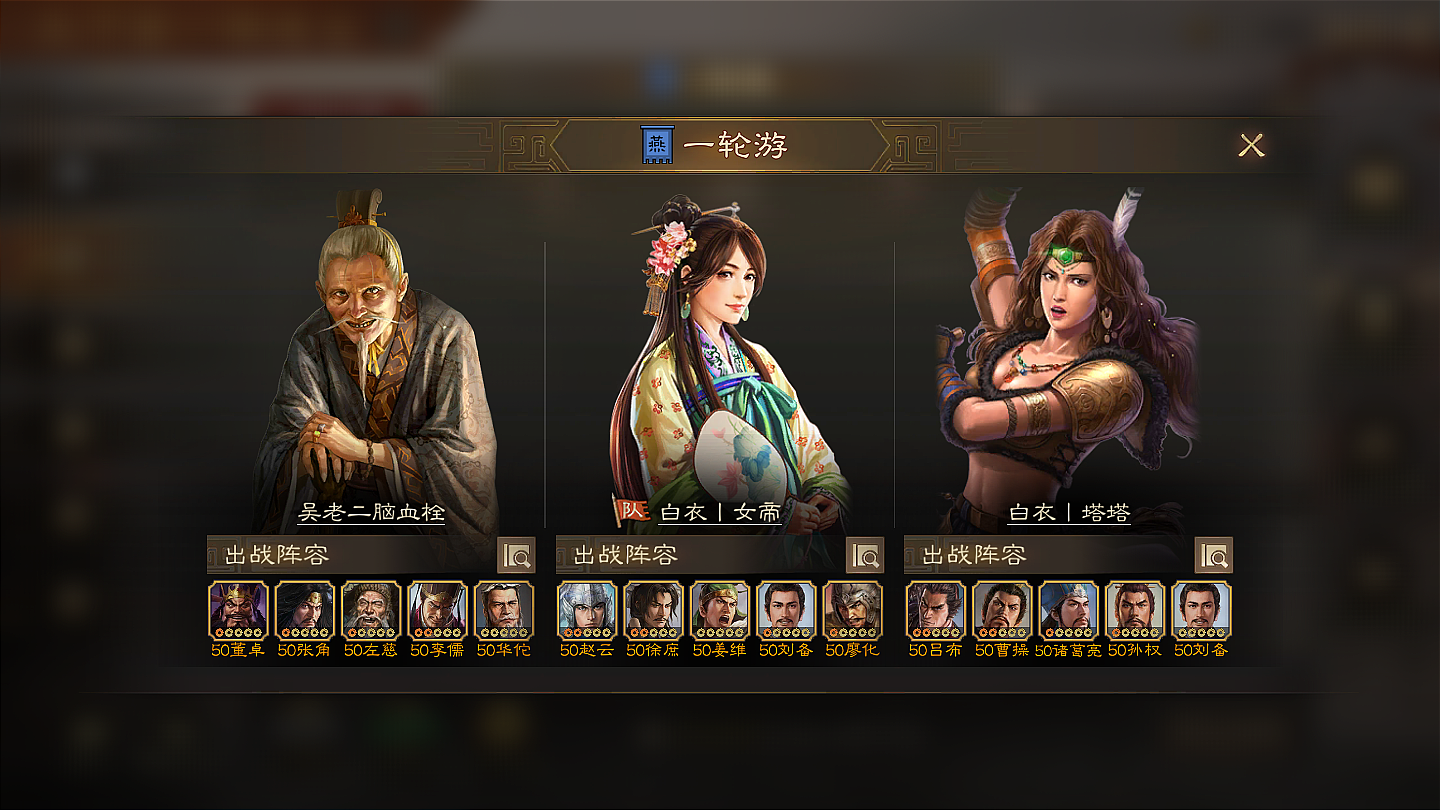 燕 一轮游
吴老二脑血栓
队 白衣丨女帝
白衣丨塔塔
出战阵容
出战阵容
出战阵容
50董卓 50张角 50左慈 50李儒 50华佗
50赵云 50徐庶 50姜维 50刘备 50廖化
50吕布 50曹操 50诸葛亮 50孙权 50刘备